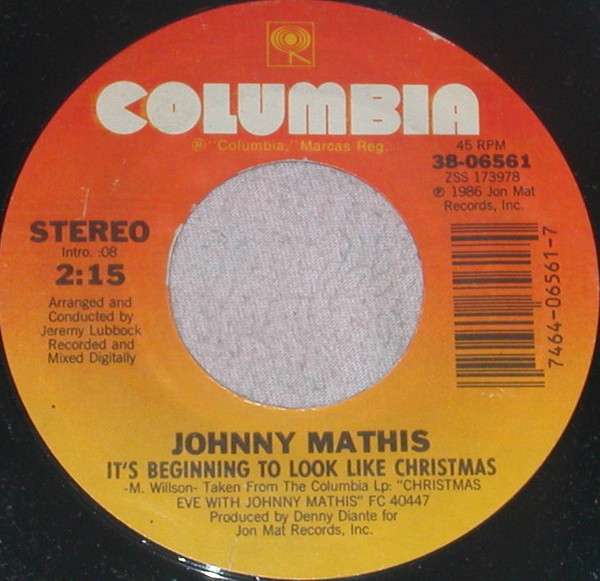 COLUMBIA
® "Columbia," Marcas Reg.
45 RPM
38-06561
ZSS 173978
℗ 1986 Jon Mat
Records, Inc.
STEREO
Intro. :08
2:15
Arranged and
Conducted by
Jeremy Lubbock
Recorded and
Mixed Digitally
7464-06561-7
JOHNNY MATHIS
IT'S BEGINNING TO LOOK LIKE CHRISTMAS
-M. Willson- Taken From The Columbia Lp: "CHRISTMAS
EVE WITH JOHNNY MATHIS" FC 40447
Produced by Denny Diante for
Jon Mat Records, Inc.